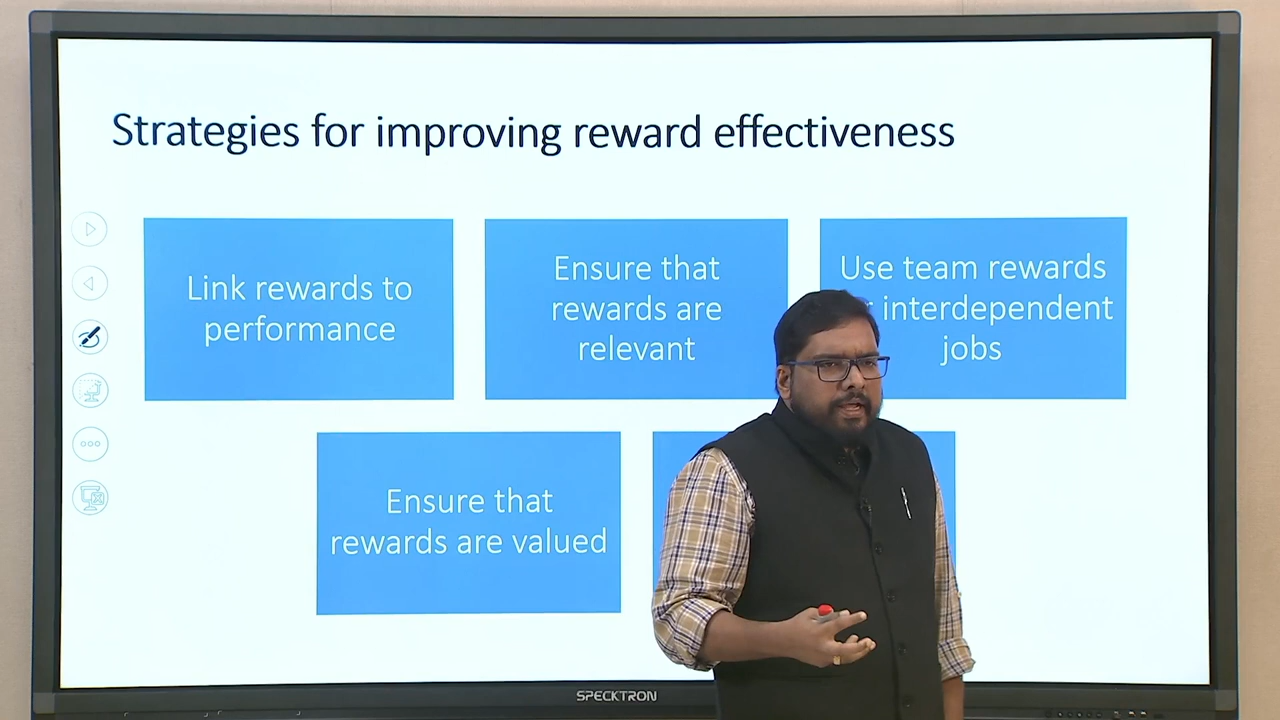 Strategies for improving reward effectiveness
Link rewards to
performance
Ensure that
rewards are
relevant
Use team rewards
interdependent
jobs
Ensure that
rewards are valued
SPECKTRON